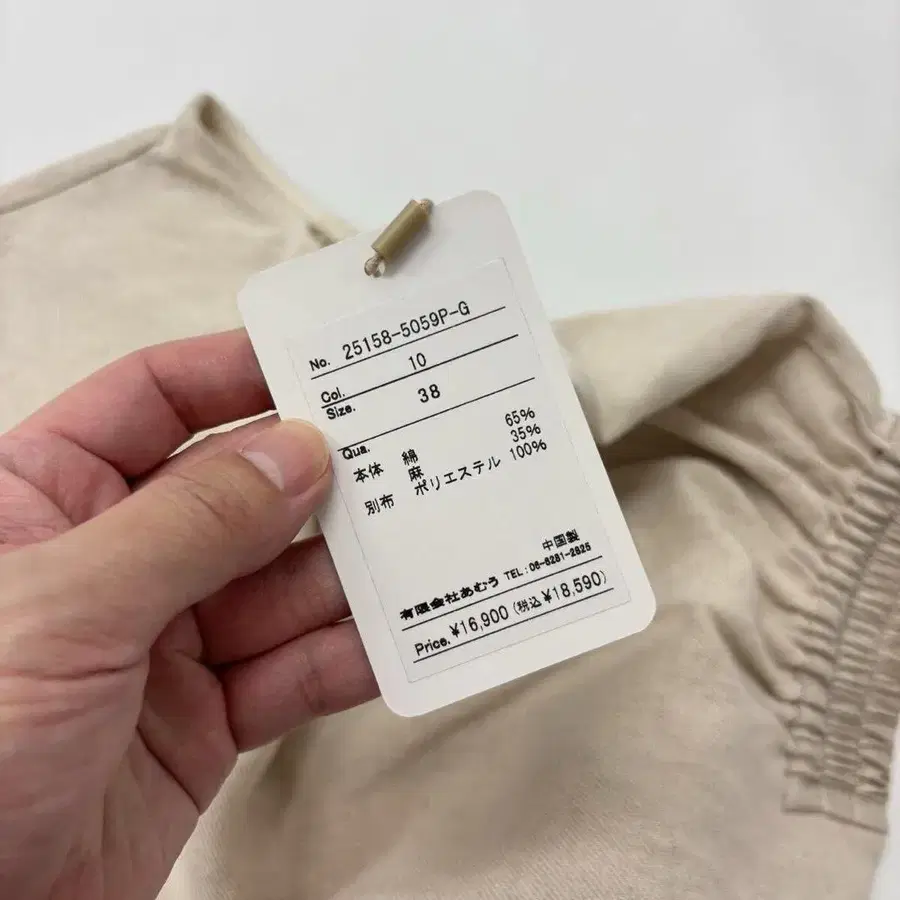 No. 25158-5059P-G
Col. 10
Size. 38
Qua.
本体 綿 65%
麻 35%
別布 ポリエステル 100%
中国製
有限会社あむう TEL:06-6281-2825
Price. ¥16,900 (税込 ¥18,590)